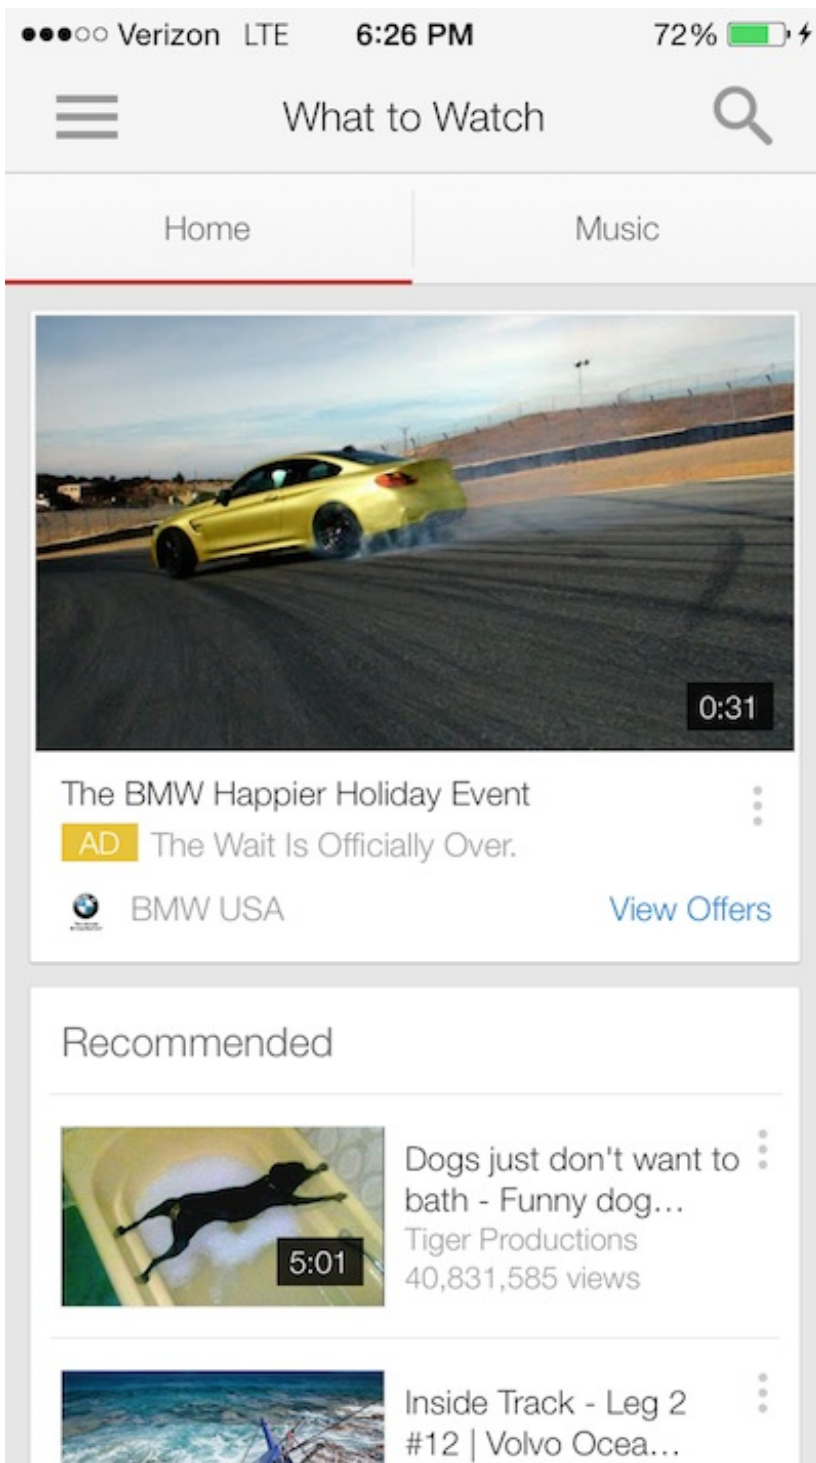 Verizon LTE 6:26 PM 72%
What to Watch
Home Music
0:31
The BMW Happier Holiday Event
AD The Wait Is Officially Over.
BMW USA View Offers
Recommended
5:01
Dogs just don't want to
bath - Funny dog...
Tiger Productions
40,831,585 views
Inside Track - Leg 2
#12 | Volvo Ocea...